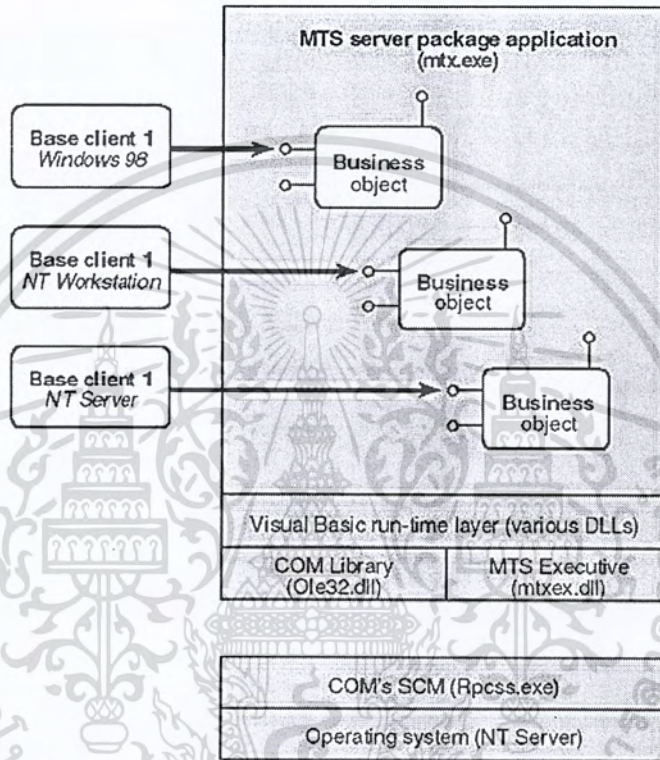 MTS server package application
(mtx.exe)
Base client 1
Windows 98
Business
object
Base client 1
NT Workstation
Business
object
Base client 1
NT Server
Business
object
Visual Basic run-time layer (various DLLs)
COM Library
(Ole32.dll)
MTS Executive
(mtxex.dll)
COM's SCM (Rpcss.exe)
Operating system (NT Server)